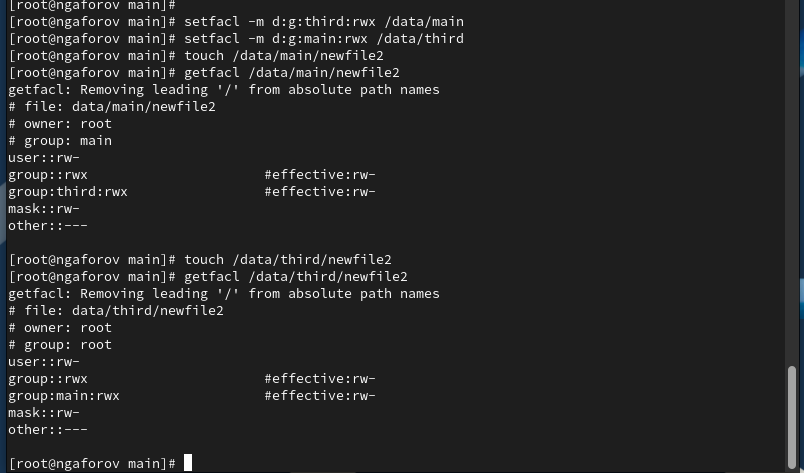 [root@ngaforov main]#
[root@ngaforov main]# setfacl -m d:g:third:rwx /data/main
[root@ngaforov main]# setfacl -m d:g:main:rwx /data/third
[root@ngaforov main]# touch /data/main/newfile2
[root@ngaforov main]# getfacl /data/main/newfile2
getfacl: Removing leading '/' from absolute path names
# file: data/main/newfile2
# owner: root
# group: main
user::rw-
group::rwx                      #effective:rw-
group:third:rwx                 #effective:rw-
mask::rw-
other::---

[root@ngaforov main]# touch /data/third/newfile2
[root@ngaforov main]# getfacl /data/third/newfile2
getfacl: Removing leading '/' from absolute path names
# file: data/third/newfile2
# owner: root
# group: root
user::rw-
group::rwx                      #effective:rw-
group:main:rwx                  #effective:rw-
mask::rw-
other::---

[root@ngaforov main]#